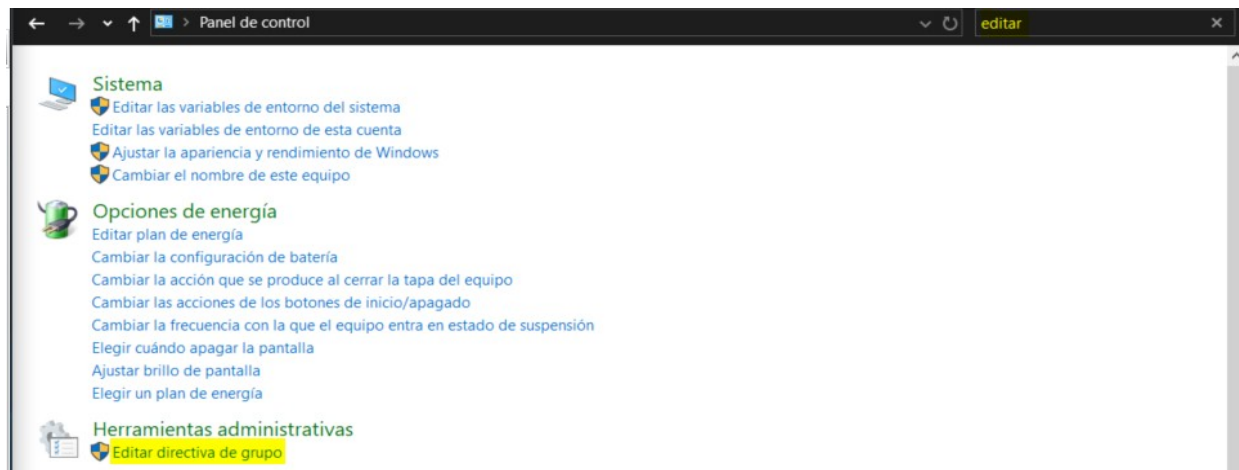 Panel de control
editar
Sistema
Editar las variables de entorno del sistema
Editar las variables de entorno de esta cuenta
Ajustar la apariencia y rendimiento de Windows
Cambiar el nombre de este equipo
Opciones de energía
Editar plan de energía
Cambiar la configuración de batería
Cambiar la acción que se produce al cerrar la tapa del equipo
Cambiar las acciones de los botones de inicio/apagado
Cambiar la frecuencia con la que el equipo entra en estado de suspensión
Elegir cuándo apagar la pantalla
Ajustar brillo de pantalla
Elegir un plan de energía
Herramientas administrativas
Editar directiva de grupo